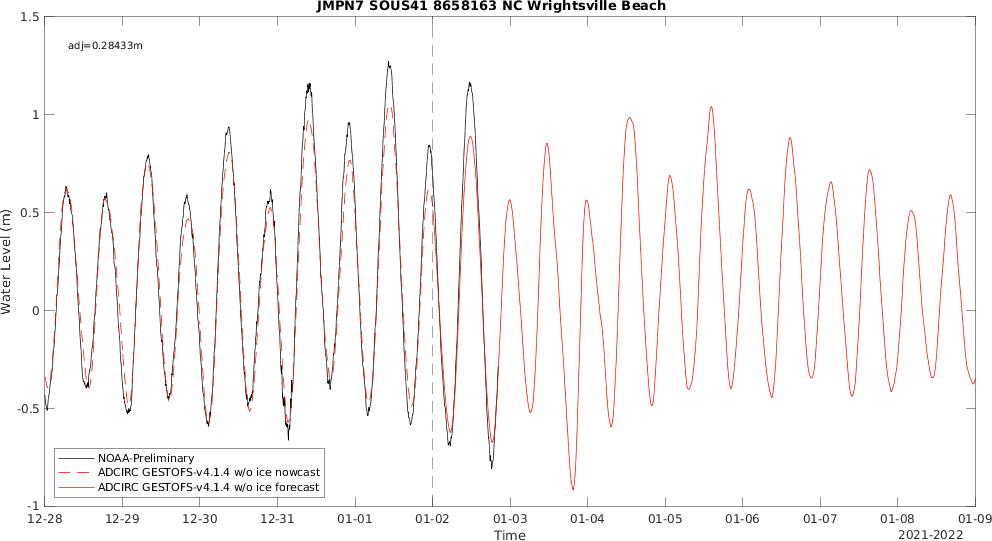 JMPN7 SOUS41 8658163 NC Wrightsville Beach
adj=0.28433m
1.5
1
0.5
0
-0.5
-1
Water Level (m)
NOAA-Preliminary
ADCIRC GESTOFS-v4.1.4 w/o ice nowcast
ADCIRC GESTOFS-v4.1.4 w/o ice forecast
12-28 12-29 12-30 12-31 01-01 01-02 01-03 01-04 01-05 01-06 01-07 01-08 01-09
Time
2021-2022